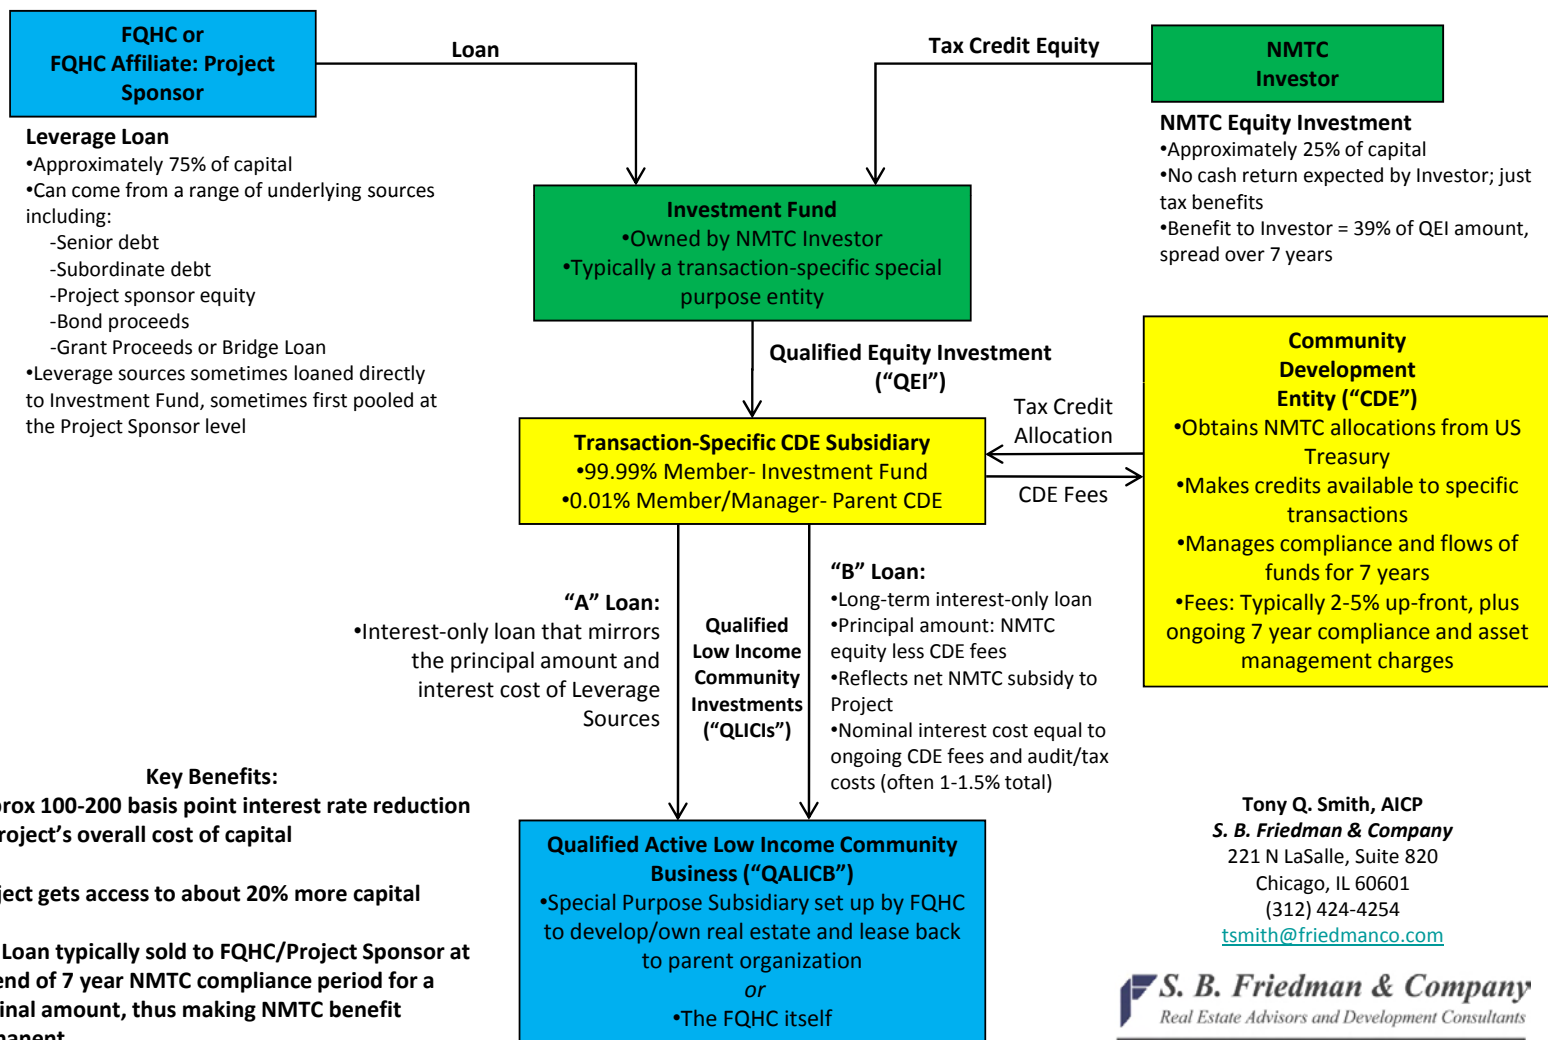 FQHC or
FQHC Affiliate: Project
Sponsor
Loan
Tax Credit Equity
NMTC
Investor
Leverage Loan
•Approximately 75% of capital
•Can come from a range of underlying sources
including:
-Senior debt
-Subordinate debt
-Project sponsor equity
-Bond proceeds
-Grant Proceeds or Bridge Loan
•Leverage sources sometimes loaned directly
to Investment Fund, sometimes first pooled at
the Project Sponsor level
NMTC Equity Investment
•Approximately 25% of capital
•No cash return expected by Investor; just
tax benefits
•Benefit to Investor = 39% of QEI amount,
spread over 7 years
Investment Fund
•Owned by NMTC Investor
•Typically a transaction-specific special
purpose entity
Qualified Equity Investment
(“QEI”)
Transaction-Specific CDE Subsidiary
•99.99% Member- Investment Fund
•0.01% Member/Manager- Parent CDE
Tax Credit
Allocation
CDE Fees
Community
Development
Entity (“CDE”)
•Obtains NMTC allocations from US
Treasury
•Makes credits available to specific
transactions
•Manages compliance and flows of
funds for 7 years
•Fees: Typically 2-5% up-front, plus
ongoing 7 year compliance and asset
management charges
“A” Loan:
•Interest-only loan that mirrors
the principal amount and
interest cost of Leverage
Sources
Qualified
Low Income
Community
Investments
(“QLICIs”)
“B” Loan:
•Long-term interest-only loan
•Principal amount: NMTC
equity less CDE fees
•Reflects net NMTC subsidy to
Project
•Nominal interest cost equal to
ongoing CDE fees and audit/tax
costs (often 1-1.5% total)
Key Benefits:
100-200 basis point interest rate reduction
overall cost of capital
gets access to about 20% more capital
Loan typically sold to FQHC/Project Sponsor at
end of 7 year NMTC compliance period for a
amount, thus making NMTC benefit
Qualified Active Low Income Community
Business (“QALICB”)
•Special Purpose Subsidiary set up by FQHC
to develop/own real estate and lease back
to parent organization
or
•The FQHC itself
Tony Q. Smith, AICP
S. B. Friedman & Company
221 N LaSalle, Suite 820
Chicago, IL 60601
(312) 424-4254
tsmith@friedmanco.com
S. B. Friedman & Company
Real Estate Advisors and Development Consultants